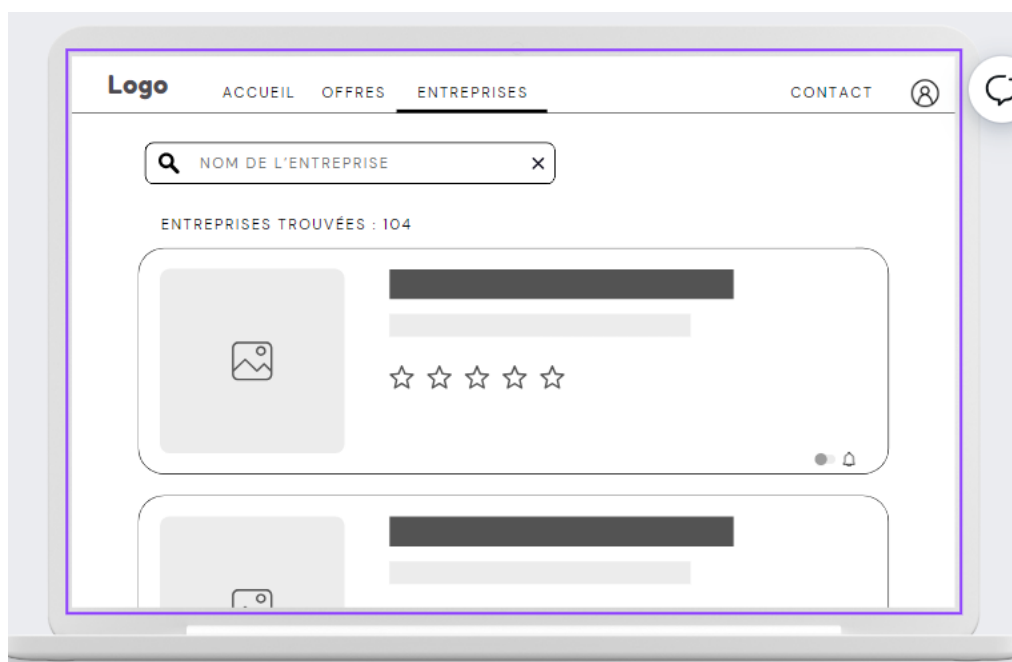 Logo ACCUEIL OFFRES ENTREPRISES CONTACT
NOM DE L'ENTREPRISE
ENTREPRISES TROUVÉES : 104